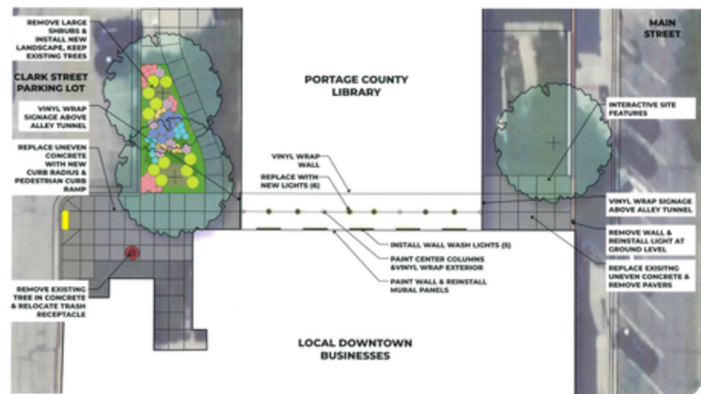 REMOVE LARGE
SHRUBS &
INSTALL NEW
LANDSCAPE, KEEP
EXISTING TREES
CLARK STREET
PARKING LOT
VINYL WRAP
SIGNAGE ABOVE
ALLEY TUNNEL
REPLACE UNEVEN
CONCRETE
WITH NEW
CURB RADIUS &
PEDESTRIAN CURB
RAMP
REMOVE EXISTING
TREE IN CONCRETE
& RELOCATE TRASH
RECEPTACLE
PORTAGE COUNTY
LIBRARY
VINYL WRAP
WALL
REPLACE WITH
NEW LIGHTS (6)
INSTALL WALL WASH LIGHTS (5)
PAINT CENTER COLUMNS
&VINYL WRAP EXTERIOR
PAINT WALL & REINSTALL
MURAL PANELS
LOCAL DOWNTOWN
BUSINESSES
MAIN
STREET
INTERACTIVE SITE
FEATURES
VINYL WRAP SIGNAGE
ABOVE ALLEY TUNNEL
REMOVE WALL &
REINSTALL LIGHT AT
GROUND LEVEL
REPLACE EXISITNG
UNEVEN CONCRETE &
REMOVE PAVERS